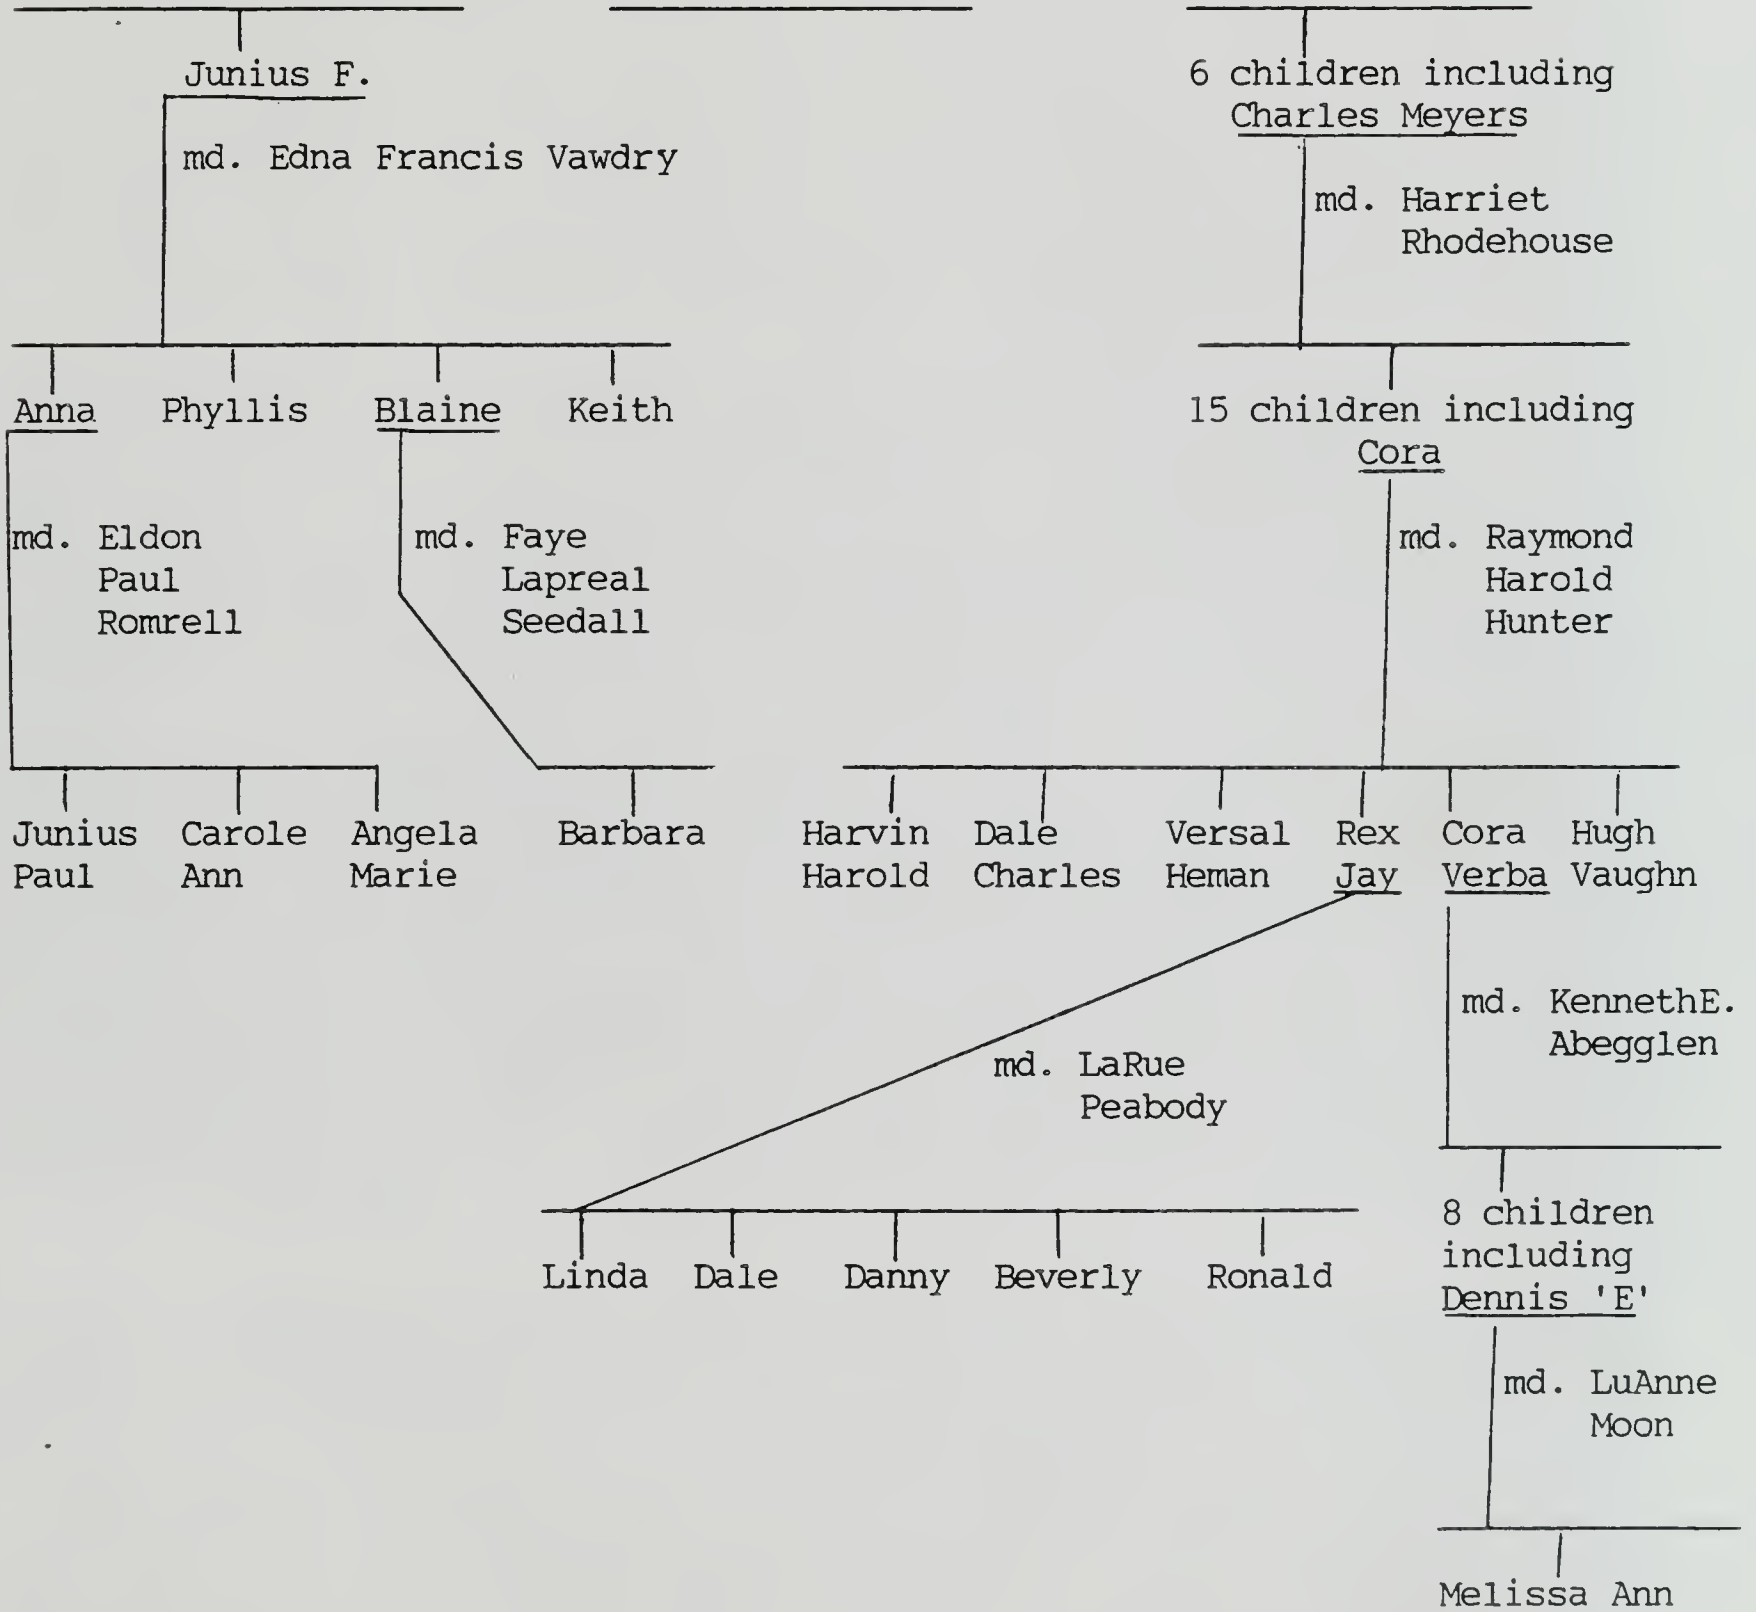 Junius F.
6 children including
Charles Meyers
md. Edna Francis Vawdry
md. Harriet
Rhodehouse
Anna Phyllis Blaine Keith
15 children including
Cora
md. Eldon
Paul
Romrell
md. Faye
Lapreal
Seedall
md. Raymond
Harold
Hunter
Junius
Paul
Carole
Ann
Angela
Marie
Barbara
Harvin
Harold
Dale
Charles
Versal
Heman
Rex
Jay
Cora
Verba
Hugh
Vaughn
md. KennethE.
Abegglen
md. LaRue
Peabody
Linda Dale Danny Beverly Ronald
8 children
including
Dennis 'E'
md. LuAnne
Moon
Melissa Ann